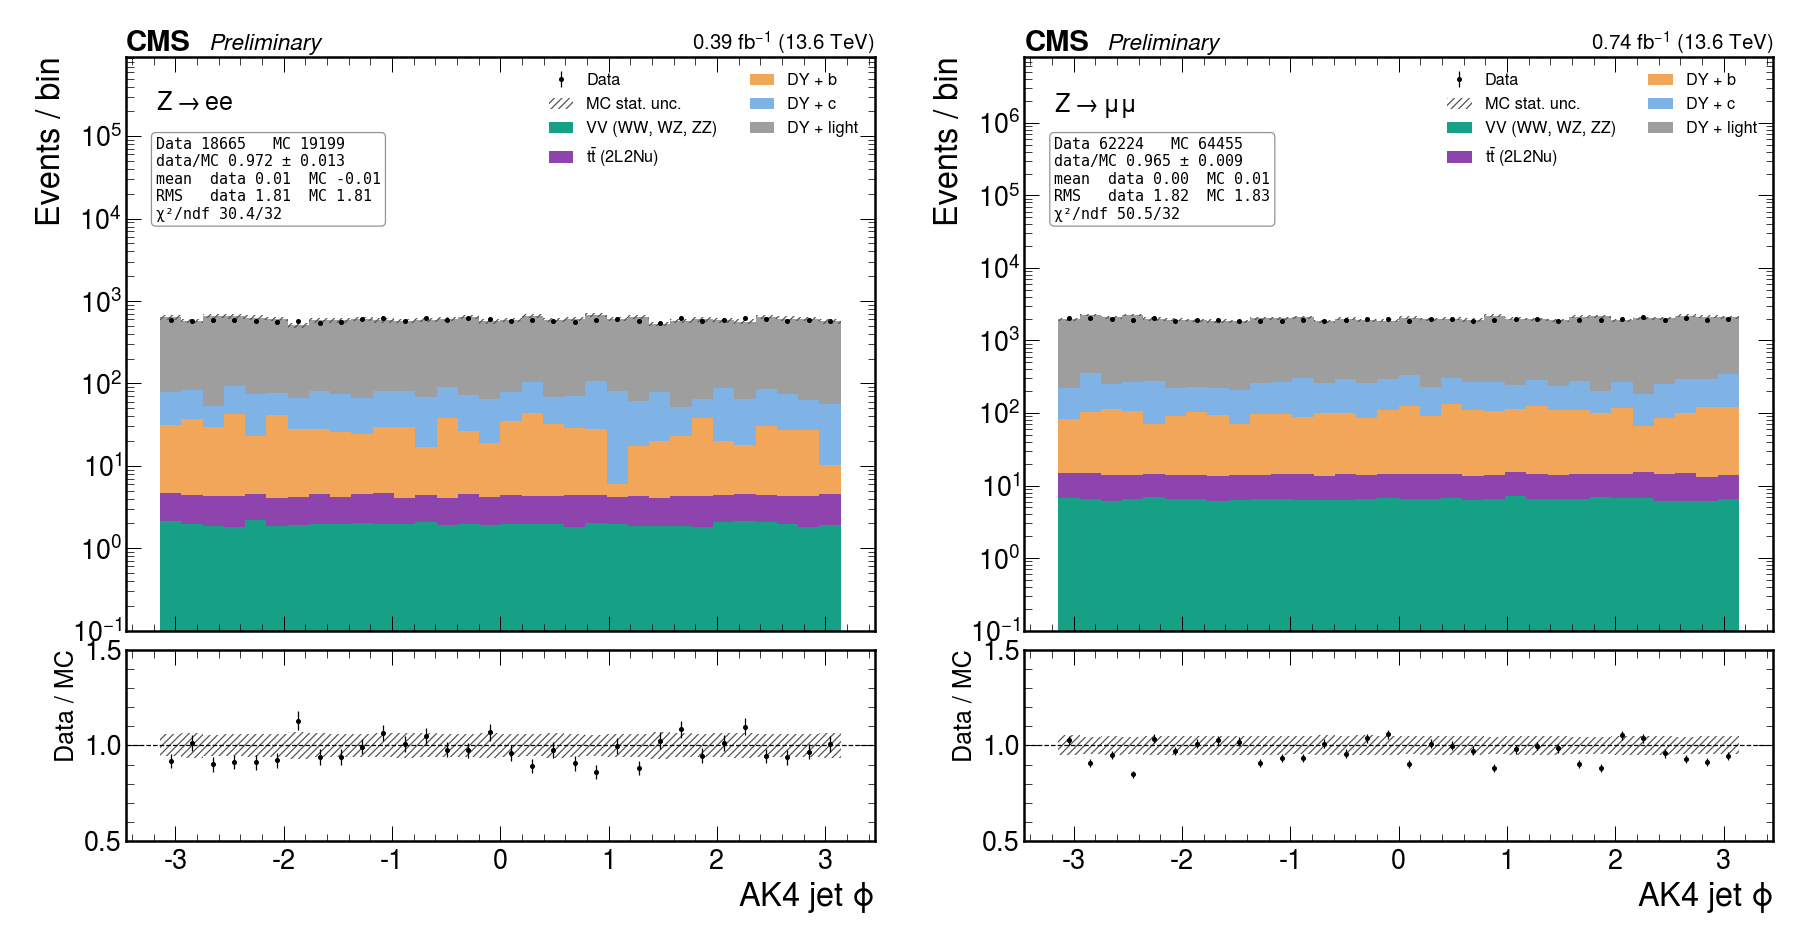 CMS Preliminary 0.39 fb⁻¹ (13.6 TeV)
Events / bin
Z → ee
Data
MC stat. unc.
VV (WW, WZ, ZZ)
tt̄ (2L2Nu)
DY + b
DY + c
DY + light
Data 18665 MC 19199
data/MC 0.972 ± 0.013
mean data 0.01 MC -0.01
RMS data 1.81 MC 1.81
χ²/ndf 30.4/32
10⁵
10⁴
10³
10²
10¹
10⁰
10⁻¹
Data / MC
1.5
1.0
0.5
-3 -2 -1 0 1 2 3
AK4 jet ϕ
CMS Preliminary 0.74 fb⁻¹ (13.6 TeV)
Events / bin
Z → μμ
Data
MC stat. unc.
VV (WW, WZ, ZZ)
tt̄ (2L2Nu)
DY + b
DY + c
DY + light
Data 62224 MC 64455
data/MC 0.965 ± 0.009
mean data 0.00 MC 0.01
RMS data 1.82 MC 1.83
χ²/ndf 50.5/32
10⁶
10⁵
10⁴
10³
10²
10¹
10⁰
10⁻¹
Data / MC
1.5
1.0
0.5
-3 -2 -1 0 1 2 3
AK4 jet ϕ